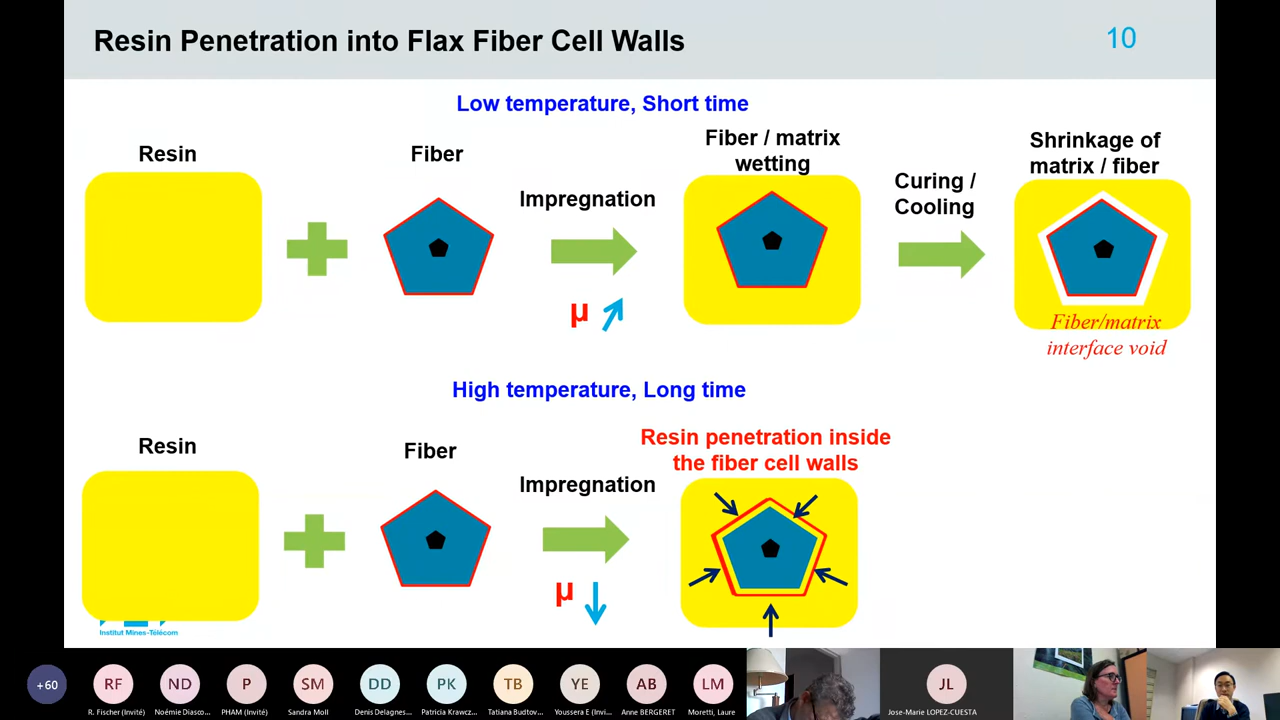 Resin Penetration into Flax Fiber Cell Walls
10
Low temperature, Short time
Resin
Fiber
Impregnation
μ
Fiber / matrix
wetting
Curing /
Cooling
Shrinkage of
matrix / fiber
Fiber/matrix
interface void
High temperature, Long time
Resin
Fiber
Impregnation
μ
Resin penetration inside
the fiber cell walls
Institut Mines-Télécom
+60
RF
ND
P
SM
DD
PK
TB
YE
AB
LM
JL
R. Fischer (Invité)
Noémie Diasco...
PHAM (Invité)
Sandra Moll
Denis Delagnes...
Patricia Krawcz...
Tatiana Budtov...
Youssera E (Invi...
Anne BERGERET
Moretti, Laure
Jose-Marie LOPEZ-CUESTA